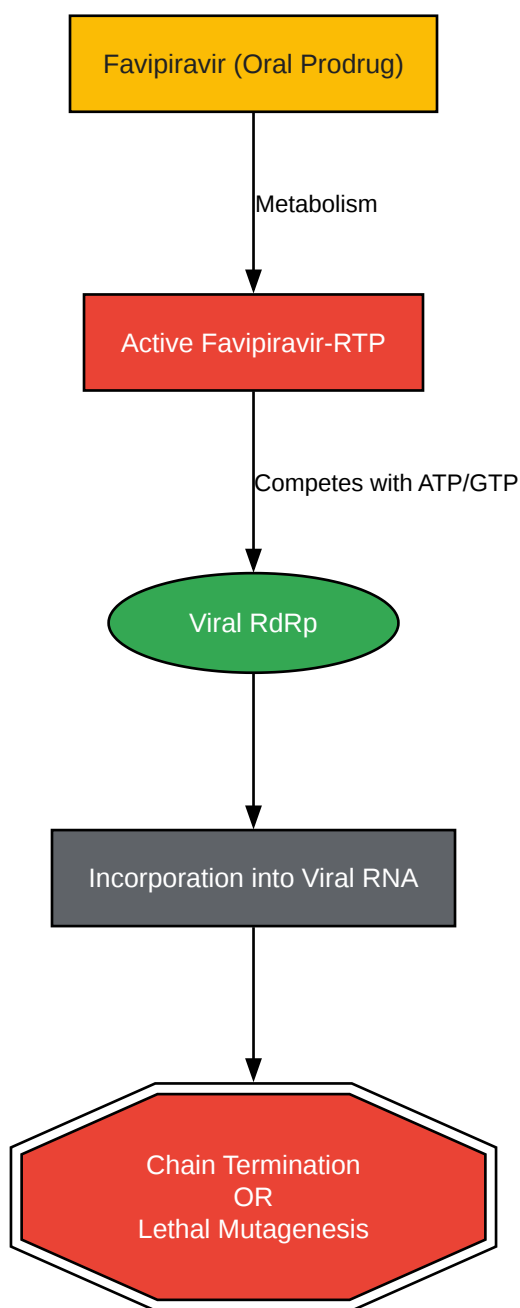 Favipiravir (Oral Prodrug)
Metabolism
Active Favipiravir-RTP
Competes with ATP/GTP
Viral RdRp
Incorporation into Viral RNA
Chain Termination
OR
Lethal Mutagenesis